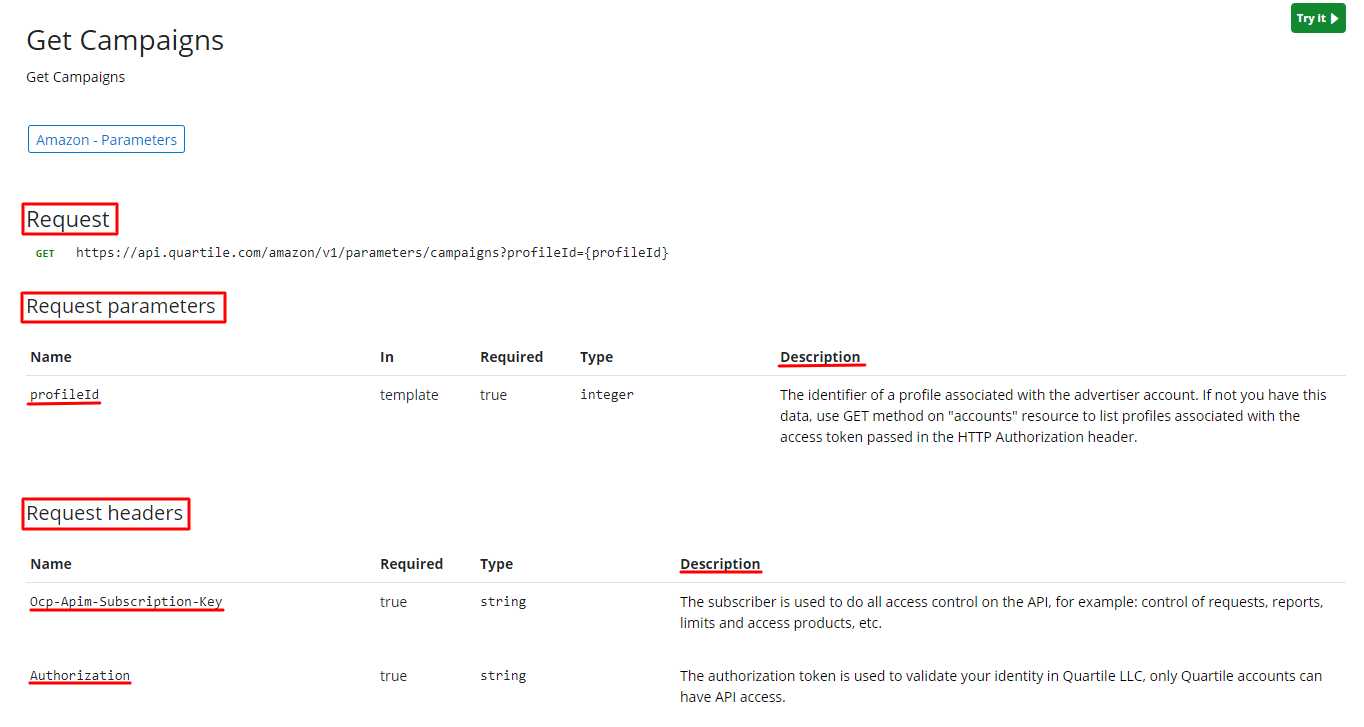 Try it
Get Campaigns
Get Campaigns
Amazon - Parameters
Request
GET https://api.quartile.com/amazon/v1/parameters/campaigns?profileId={profileId}
Request parameters
Name In Required Type Description
profileId template true integer The identifier of a profile associated with the advertiser account. If not you have this
data, use GET method on "accounts" resource to list profiles associated with the
access token passed in the HTTP Authorization header.
Request headers
Name Required Type Description
Ocp-Apim-Subscription-Key true string The subscriber is used to do all access control on the API, for example: control of requests, reports,
limits and access products, etc.
Authorization true string The authorization token is used to validate your identity in Quartile LLC, only Quartile accounts can
have API access.